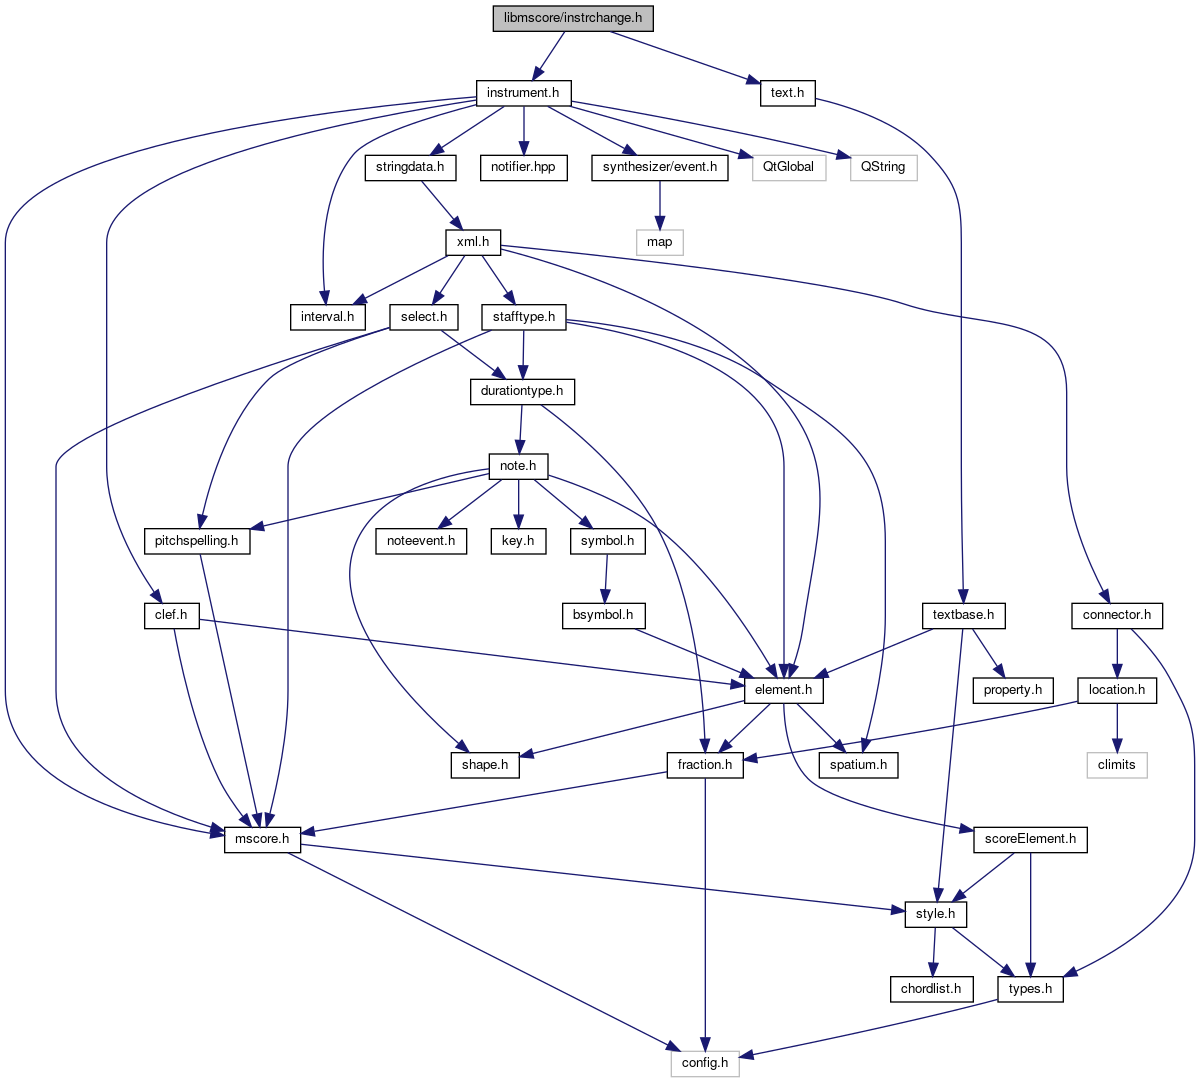 libmscore/instrchange.h
instrument.h
text.h
stringdata.h
notifier.hpp
synthesizer/event.h
QtGlobal
QString
xml.h
map
interval.h
select.h
stafftype.h
durationtype.h
note.h
pitchspelling.h
noteevent.h
key.h
symbol.h
clef.h
bsymbol.h
textbase.h
connector.h
element.h
property.h
location.h
shape.h
fraction.h
spatium.h
climits
mscore.h
scoreElement.h
style.h
chordlist.h
types.h
config.h